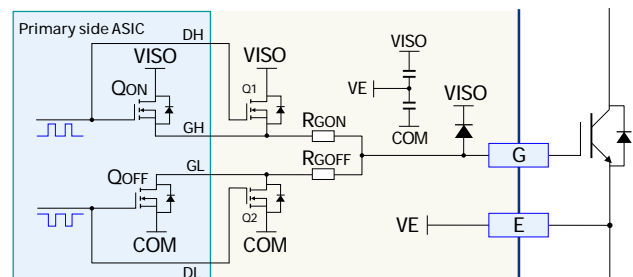 Primary side ASIC
DH
VISO
VISO
VISO
QON
Q1
VE
VISO
GH
RGON
COM
G
QOFF
GL
RGOFF
Q2
VE
E
COM
COM
DL